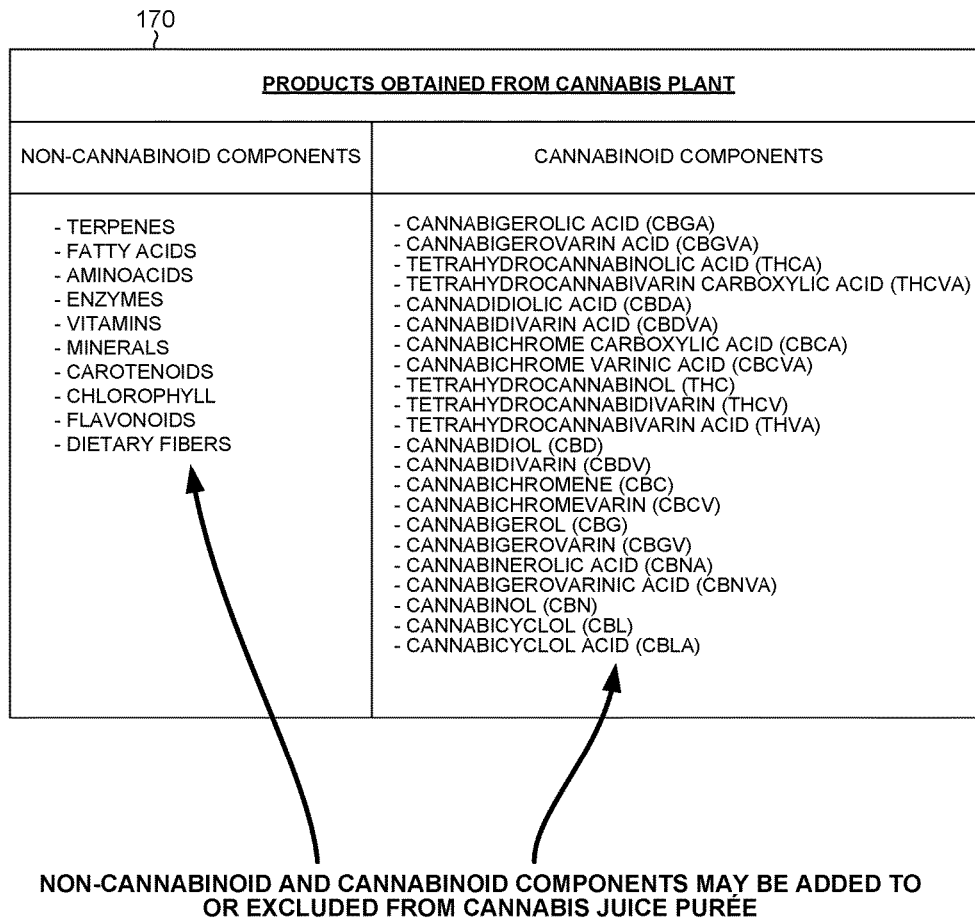 170
PRODUCTS OBTAINED FROM CANNABIS PLANT
NON-CANNABINOID COMPONENTS
- TERPENES
- FATTY ACIDS
- AMINOACIDS
- ENZYMES
- VITAMINS
- MINERALS
- CAROTENOIDS
- CHLOROPHYLL
- FLAVONOIDS
- DIETARY FIBERS
CANNABINOID COMPONENTS
- CANNABIGEROLIC ACID (CBGA)
- CANNABIGEROVARIN ACID (CBGVA)
- TETRAHYDROCANNABINOLIC ACID (THCA)
- TETRAHYDROCANNABIVARIN CARBOXYLIC ACID (THCVA)
- CANNADIDIOLIC ACID (CBDA)
- CANNABIDIVARIN ACID (CBDVA)
- CANNABICHROME CARBOXYLIC ACID (CBCA)
- CANNABICHROME VARINIC ACID (CBCVA)
- TETRAHYDROCANNABINOL (THC)
- TETRAHYDROCANNABIDIVARIN (THCV)
- TETRAHYDROCANNABIVARIN ACID (THVA)
- CANNABIDIOL (CBD)
- CANNABIDIVARIN (CBDV)
- CANNABICHROMENE (CBC)
- CANNABICHROMEVARIN (CBCV)
- CANNABIGEROL (CBG)
- CANNABIGEROVARIN (CBGV)
- CANNABINEROLIC ACID (CBNA)
- CANNABIGEROVARINIC ACID (CBNVA)
- CANNABINOL (CBN)
- CANNABICYCLOL (CBL)
- CANNABICYCLOL ACID (CBLA)
NON-CANNABINOID AND CANNABINOID COMPONENTS MAY BE ADDED TO
OR EXCLUDED FROM CANNABIS JUICE PURÉE